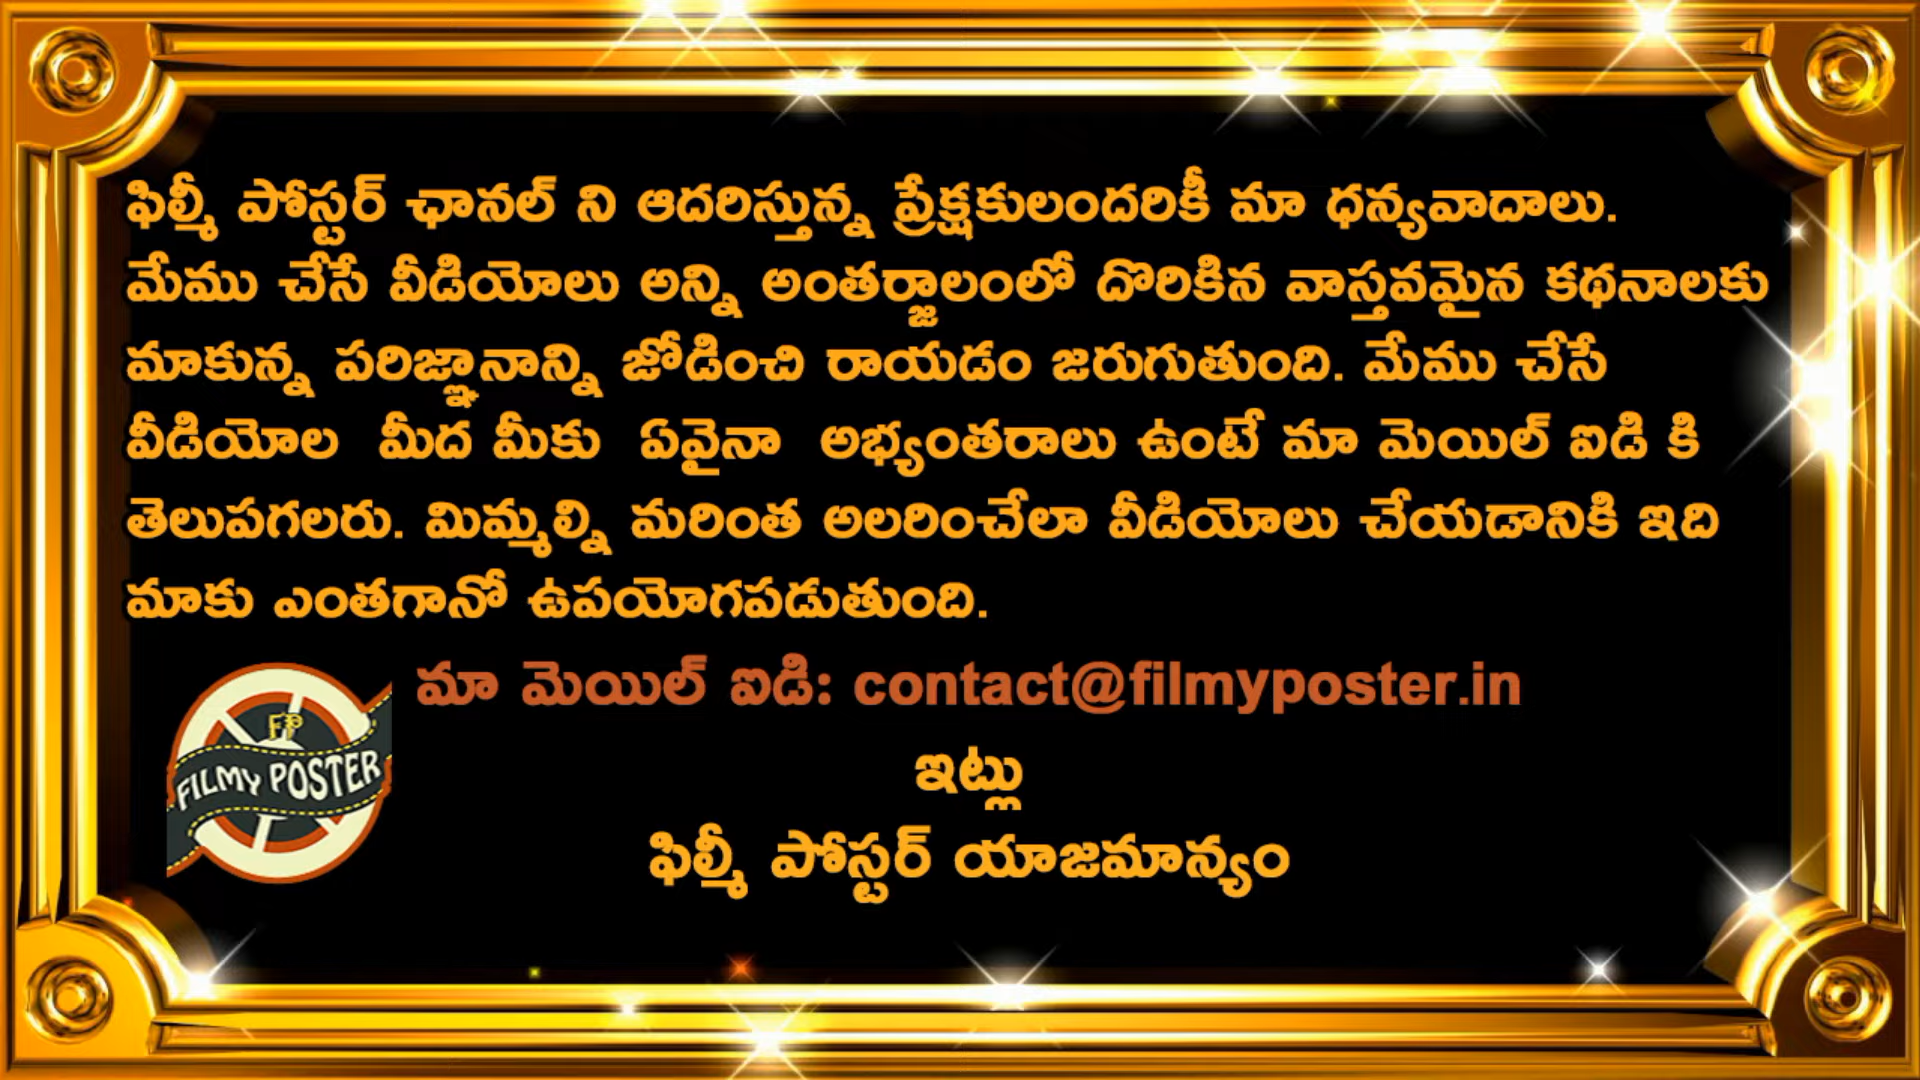 ఫిల్మీ పోస్టర్ ఛానల్ ని ఆదరిస్తున్న ప్రేక్షకులందరికీ మా ధన్యవాదాలు.
మేము చేసే వీడియోలు అన్ని అంతర్జాలంలో దొరికిన వాస్తవమైన కథనాలకు
మాకున్న పరిజ్ఞానాన్ని జోడించి రాయడం జరుగుతుంది. మేము చేసే
వీడియోల మీద మీకు ఏవైనా అభ్యంతరాలు ఉంటే మా మెయిల్ ఐడి కి
తెలుపగలరు. మిమ్మల్ని మరింత అలరించేలా వీడియోలు చేయడానికి ఇది
మాకు ఎంతగానో ఉపయోగపడుతుంది.
మా మెయిల్ ఐడి: contact@filmyposter.in
FP
FILMY POSTER
ఇట్లు
ఫిల్మీ పోస్టర్ యాజమాన్యం